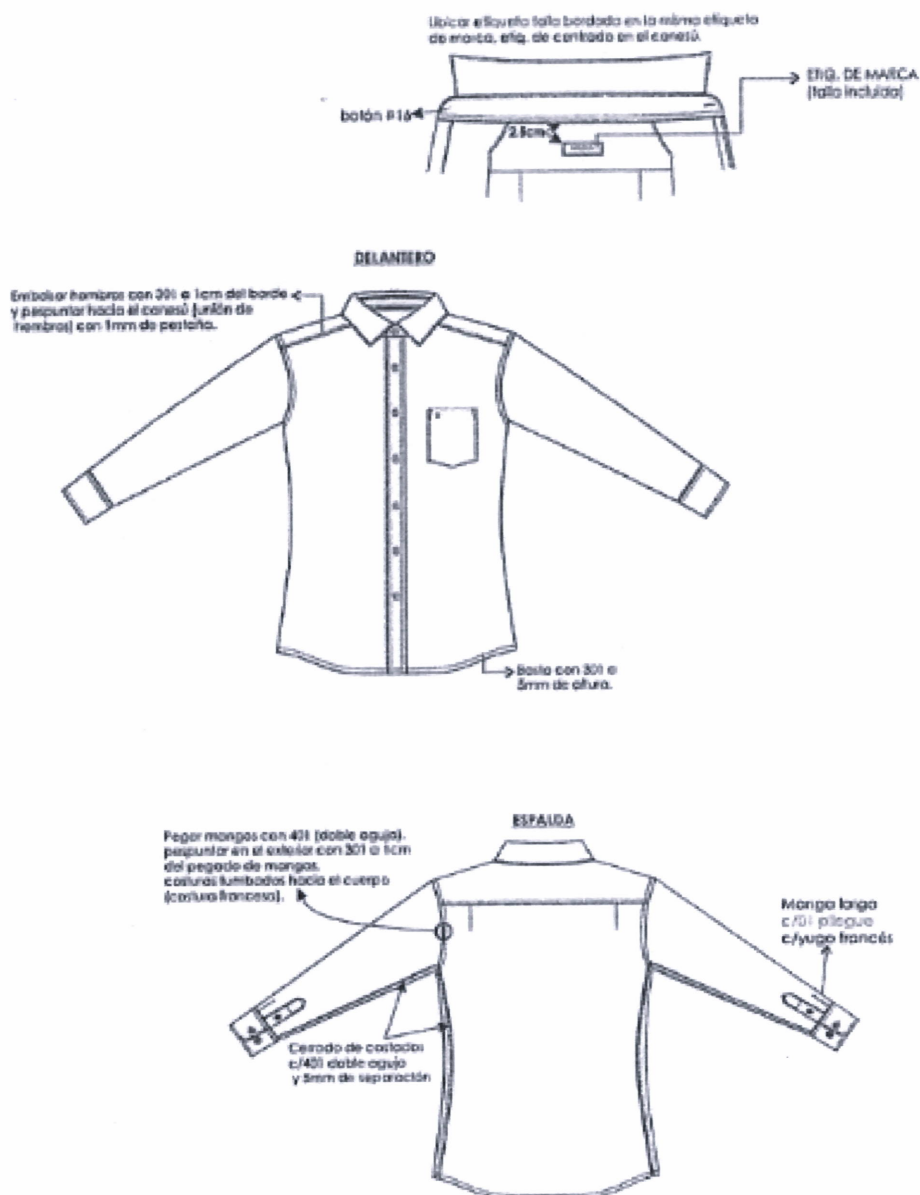 Ubicar etiqueta talla bordada en la misma etiqueta
de marca, etiq. de centrado en el canesú.
ETIQ. DE MARCA
(talla incluida)
botón #16
2.5cm
DELANTERO
Embolsar hombros con 301 a 1cm del borde
y pespuntar hacia el canesú (unión de
hombros) con 1mm de pestaña.
Basta con 301 a
5mm de altura.
ESPALDA
Pegar mangas con 401 (doble aguja).
pespuntar en el exterior con 301 a 1cm
del pegado de mangas.
costuras tumbadas hacia el cuerpo
(costura francesa).
Manga larga
c/01 pliegue
c/yugo francés
Cerrado de costados
c/401 doble aguja
y 5mm de separación